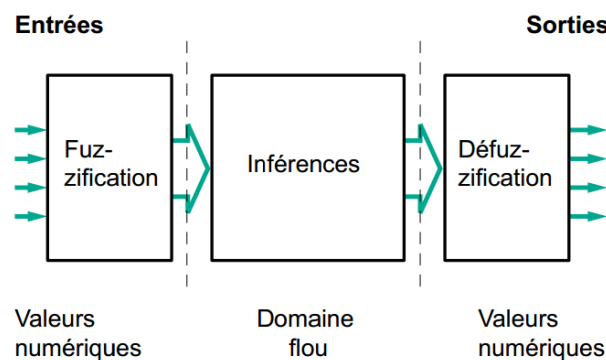 Entrées
Sorties
Fuz-
zification
Inférences
Défuz-
zification
Valeurs
numériques
Domaine
flou
Valeurs
numériques